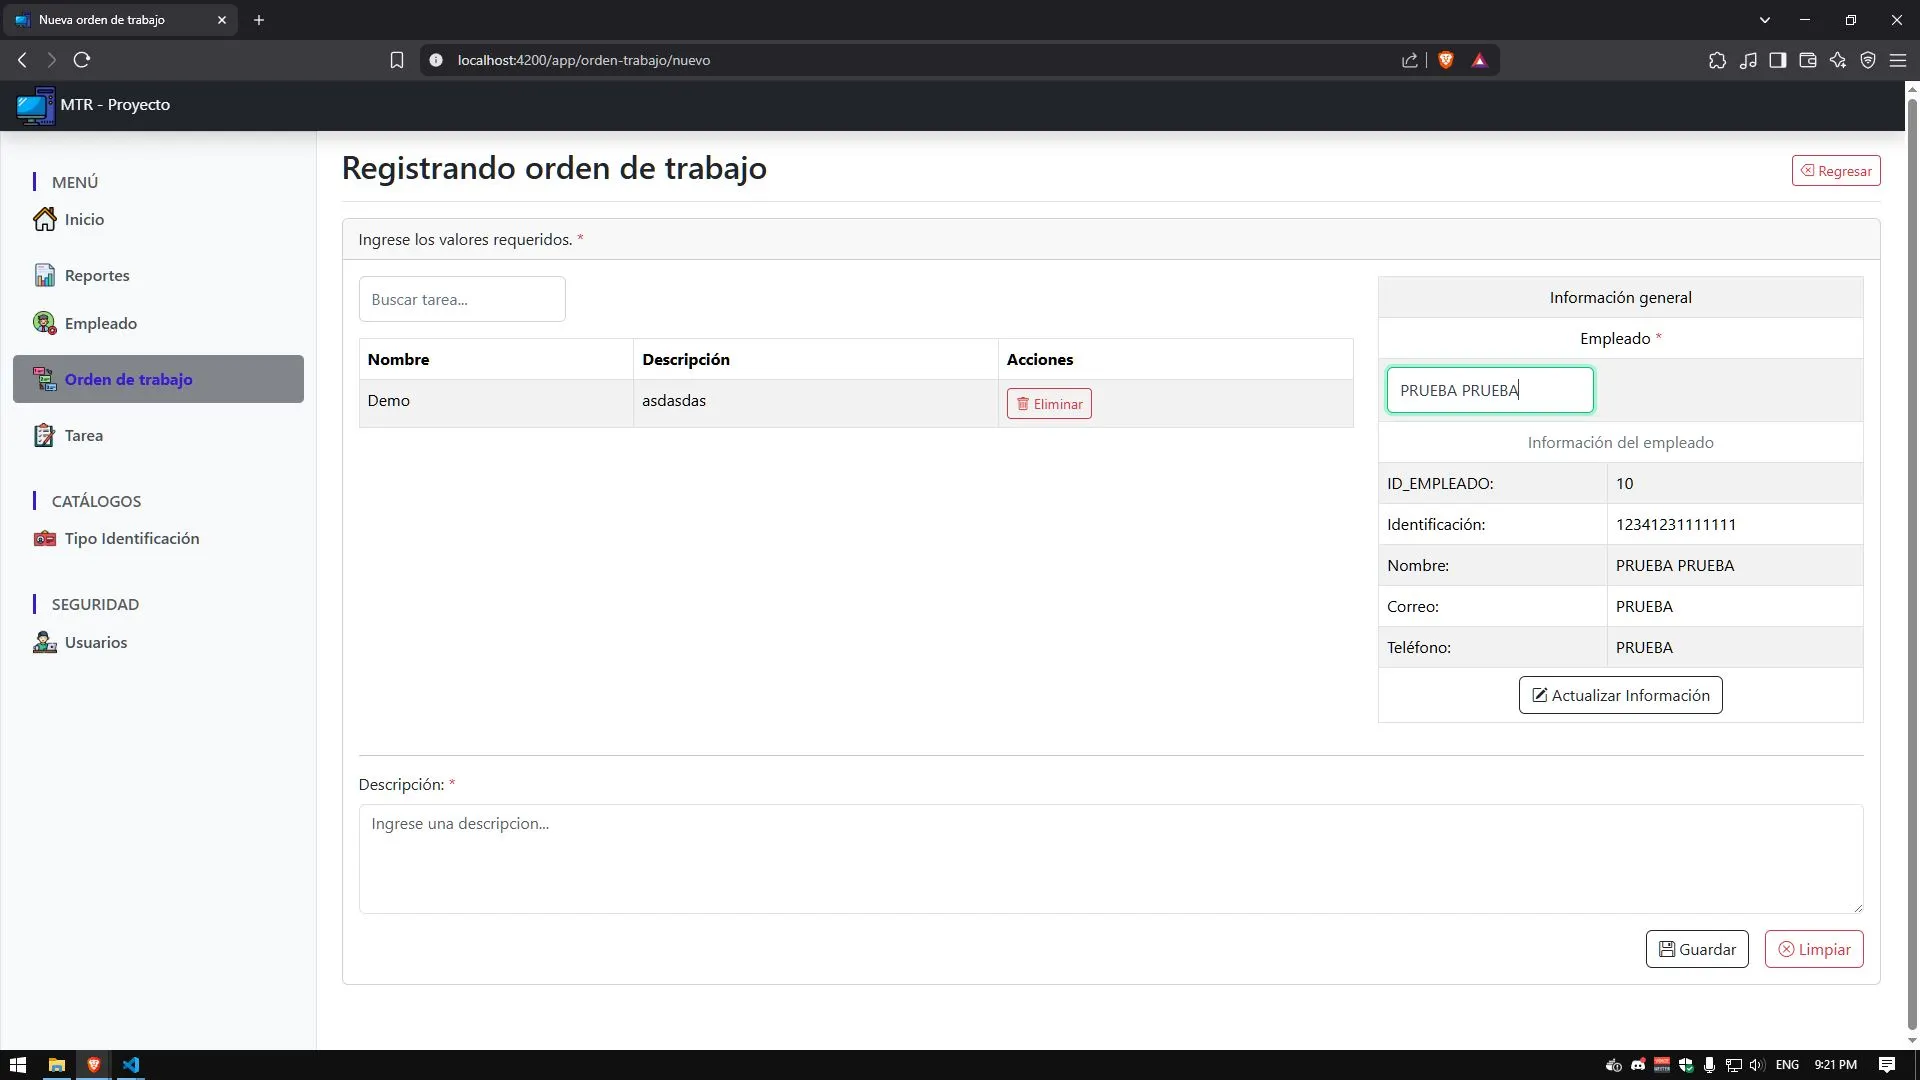 Nueva orden de trabajo
localhost:4200/app/orden-trabajo/nuevo
MTR - Proyecto
MENÚ
Inicio
Reportes
Empleado
Orden de trabajo
Tarea
CATÁLOGOS
Tipo Identificación
SEGURIDAD
Usuarios
Registrando orden de trabajo
Regresar
Ingrese los valores requeridos. *
Buscar tarea...
Nombre Descripción Acciones
Demo asdasdas Eliminar
Información general
Empleado *
PRUEBA PRUEBA
Información del empleado
ID_EMPLEADO: 10
Identificación: 12341231111111
Nombre: PRUEBA PRUEBA
Correo: PRUEBA
Teléfono: PRUEBA
Actualizar Información
Descripción: *
Ingrese una descripcion...
Guardar Limpiar
ENG 9:21 PM